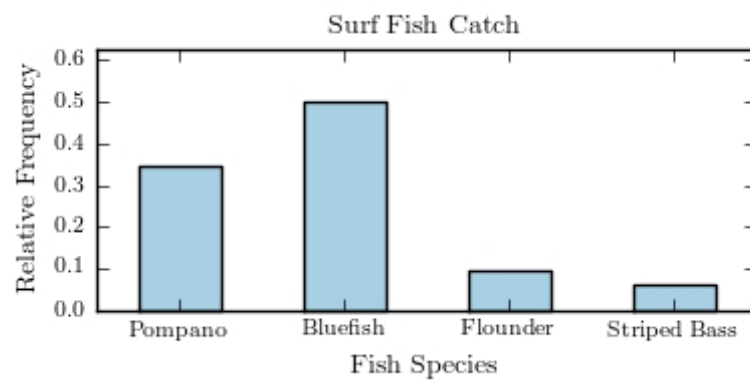 Surf Fish Catch
Relative Frequency
0.6
0.5
0.4
0.3
0.2
0.1
0.0
Pompano
Bluefish
Flounder
Striped Bass
Fish Species